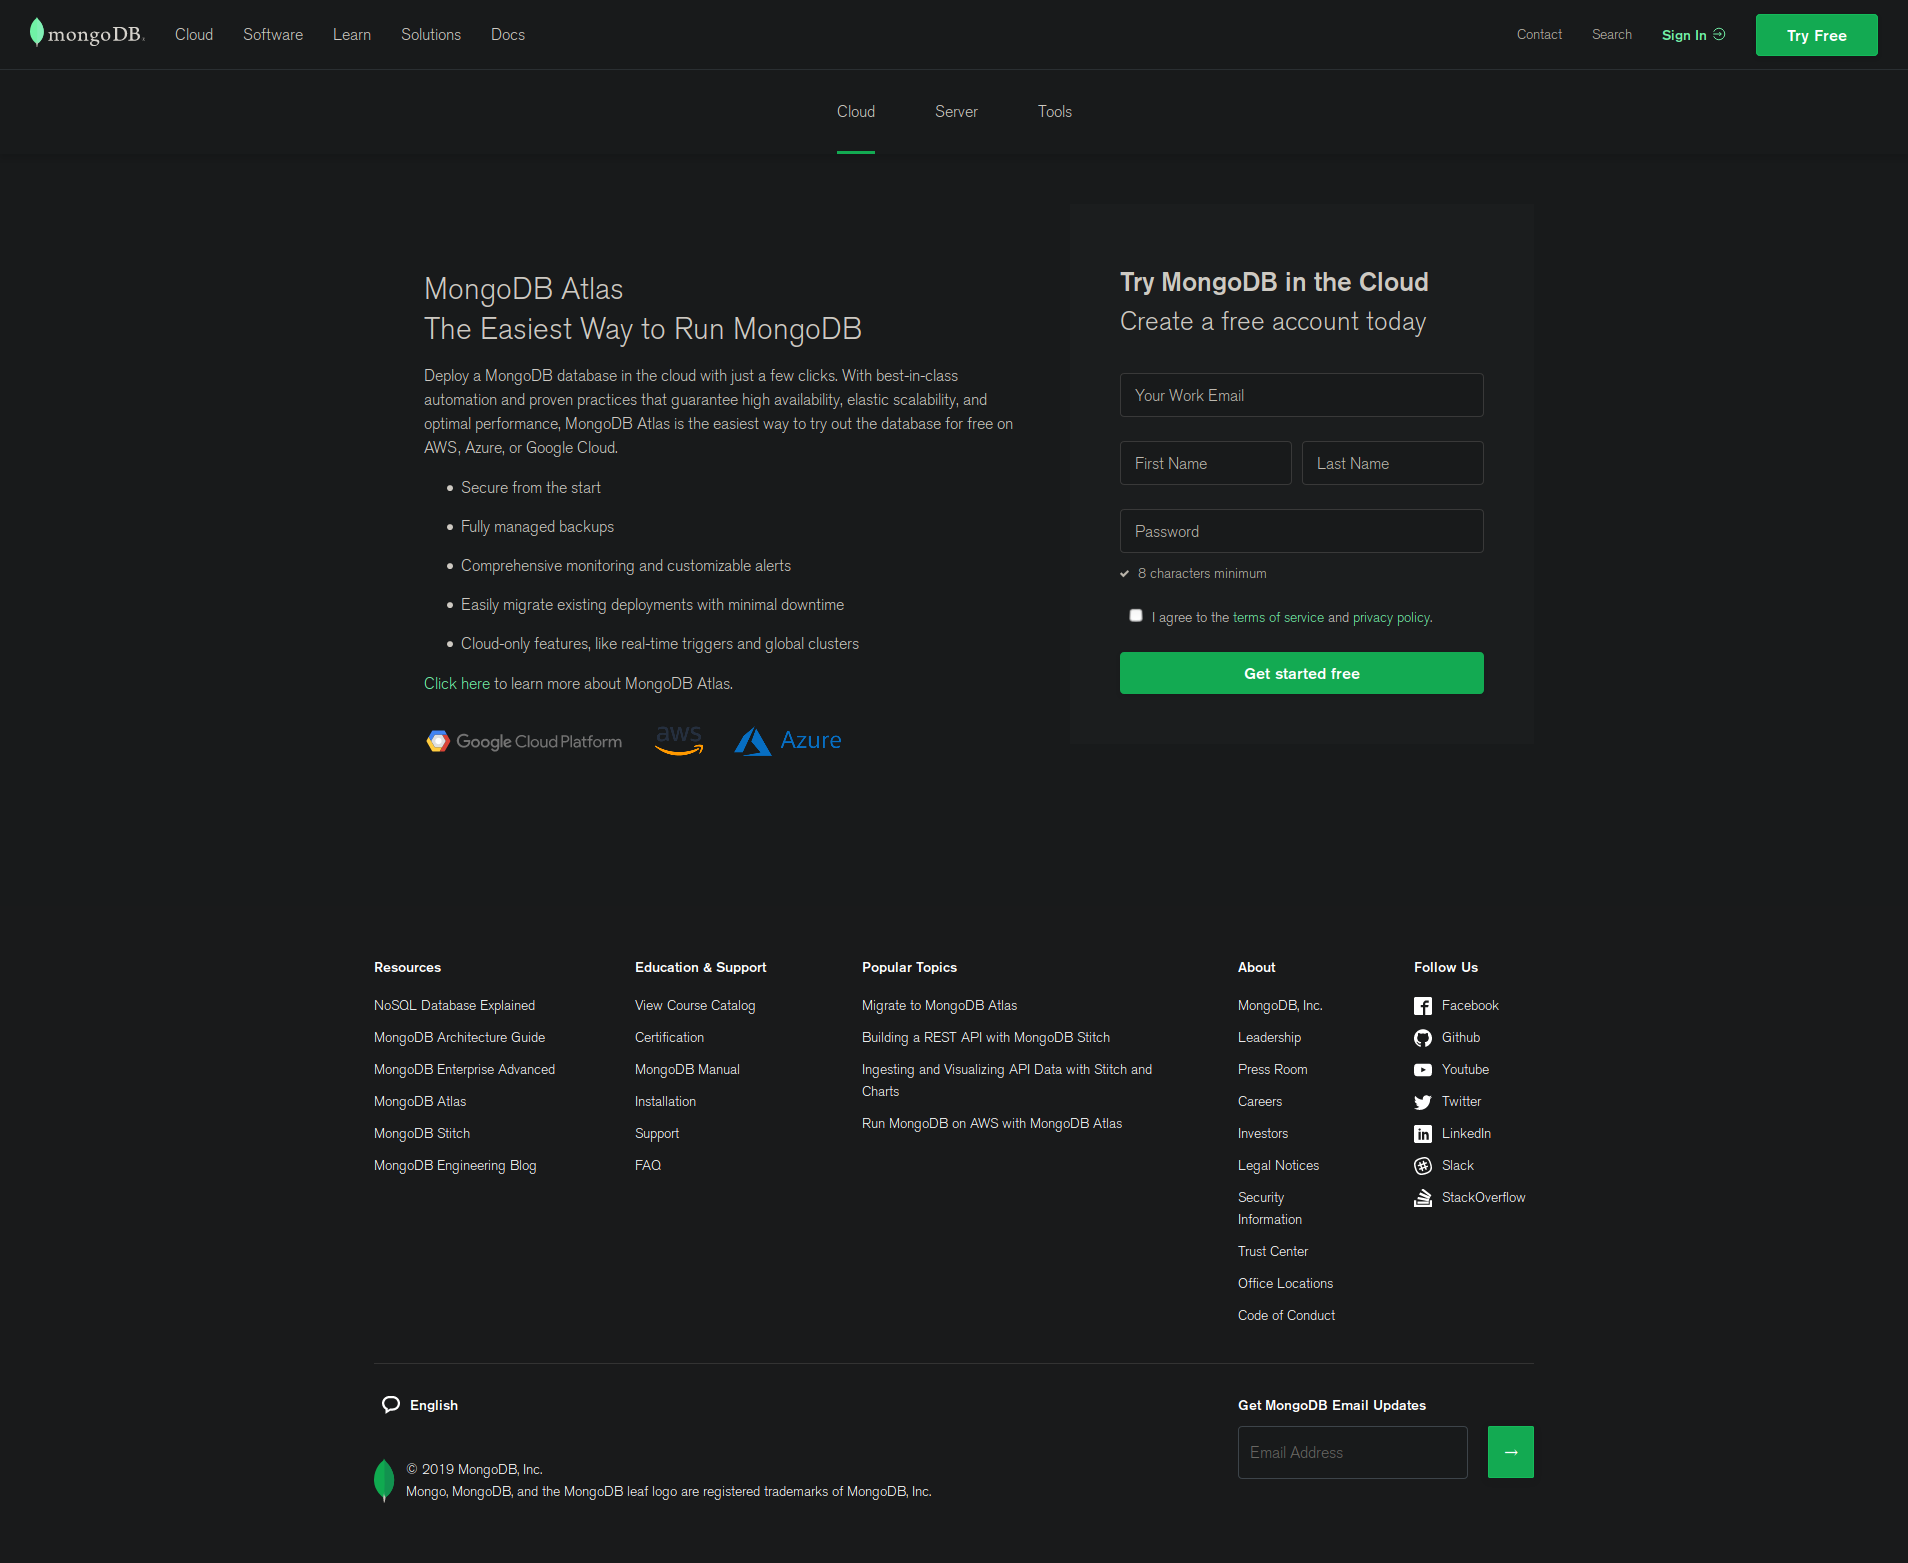 mongoDB.
Cloud Software Learn Solutions Docs
Contact Search Sign In Try Free
Cloud Server Tools
MongoDB Atlas
The Easiest Way to Run MongoDB
Deploy a MongoDB database in the cloud with just a few clicks. With best-in-class
automation and proven practices that guarantee high availability, elastic scalability, and
optimal performance, MongoDB Atlas is the easiest way to try out the database for free on
AWS, Azure, or Google Cloud.
Secure from the start
Fully managed backups
Comprehensive monitoring and customizable alerts
Easily migrate existing deployments with minimal downtime
Cloud-only features, like real-time triggers and global clusters
Click here to learn more about MongoDB Atlas.
Google Cloud Platform aws Azure
Try MongoDB in the Cloud
Create a free account today
Your Work Email
First Name Last Name
Password
8 characters minimum
I agree to the terms of service and privacy policy.
Get started free
Resources
NoSQL Database Explained
MongoDB Architecture Guide
MongoDB Enterprise Advanced
MongoDB Atlas
MongoDB Stitch
MongoDB Engineering Blog
Education & Support
View Course Catalog
Certification
MongoDB Manual
Installation
Support
FAQ
Popular Topics
Migrate to MongoDB Atlas
Building a REST API with MongoDB Stitch
Ingesting and Visualizing API Data with Stitch and
Charts
Run MongoDB on AWS with MongoDB Atlas
About
MongoDB, Inc.
Leadership
Press Room
Careers
Investors
Legal Notices
Security
Information
Trust Center
Office Locations
Code of Conduct
Follow Us
Facebook
Github
Youtube
Twitter
LinkedIn
Slack
StackOverflow
English
© 2019 MongoDB, Inc.
Mongo, MongoDB, and the MongoDB leaf logo are registered trademarks of MongoDB, Inc.
Get MongoDB Email Updates
Email Address →